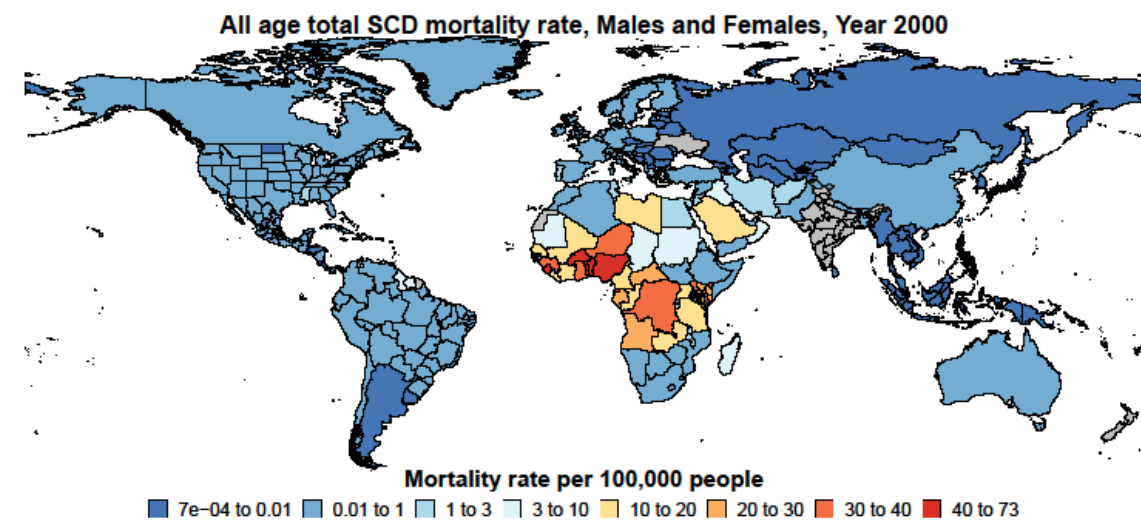 All age total SCD mortality rate, Males and Females, Year 2000
Mortality rate per 100,000 people
7e−04 to 0.01 0.01 to 1 1 to 3 3 to 10 10 to 20 20 to 30 30 to 40 40 to 73